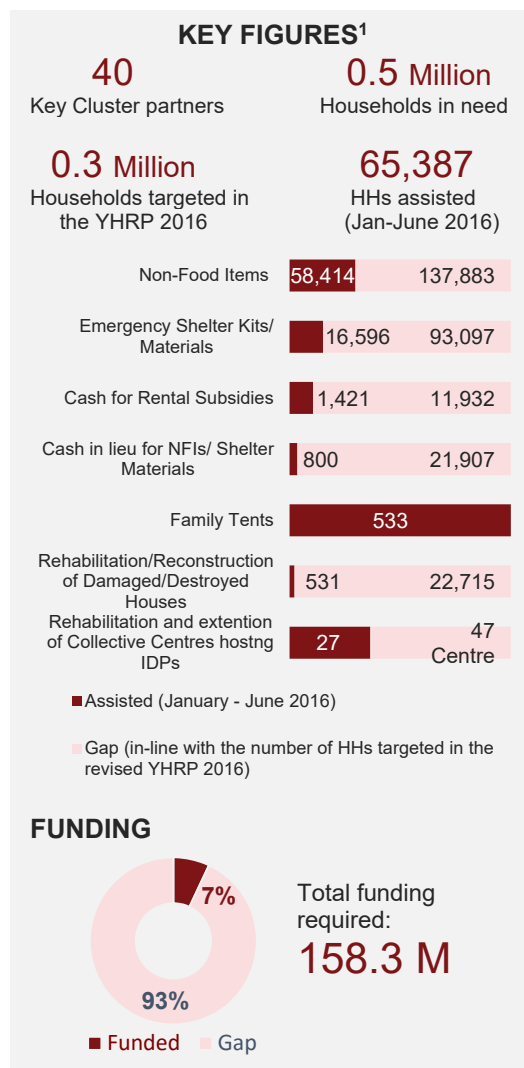 KEY FIGURES¹
40
Key Cluster partners
0.5 Million
Households in need
0.3 Million
Households targeted in
the YHRP 2016
65,387
HHs assisted
(Jan-June 2016)
Non-Food Items
58,414
137,883
Emergency Shelter Kits/
Materials
16,596
93,097
Cash for Rental Subsidies
1,421
11,932
Cash in lieu for NFIs/ Shelter
Materials
800
21,907
Family Tents
533
Rehabilitation/Reconstruction
of Damaged/Destroyed
Houses
531
22,715
Rehabilitation and extention
of Collective Centres hostng
IDPs
27
47
Centre
Assisted (January - June 2016)
Gap (in-line with the number of HHs targeted in the
revised YHRP 2016)
FUNDING
7%
93%
Funded
Gap
Total funding
required:
158.3 M